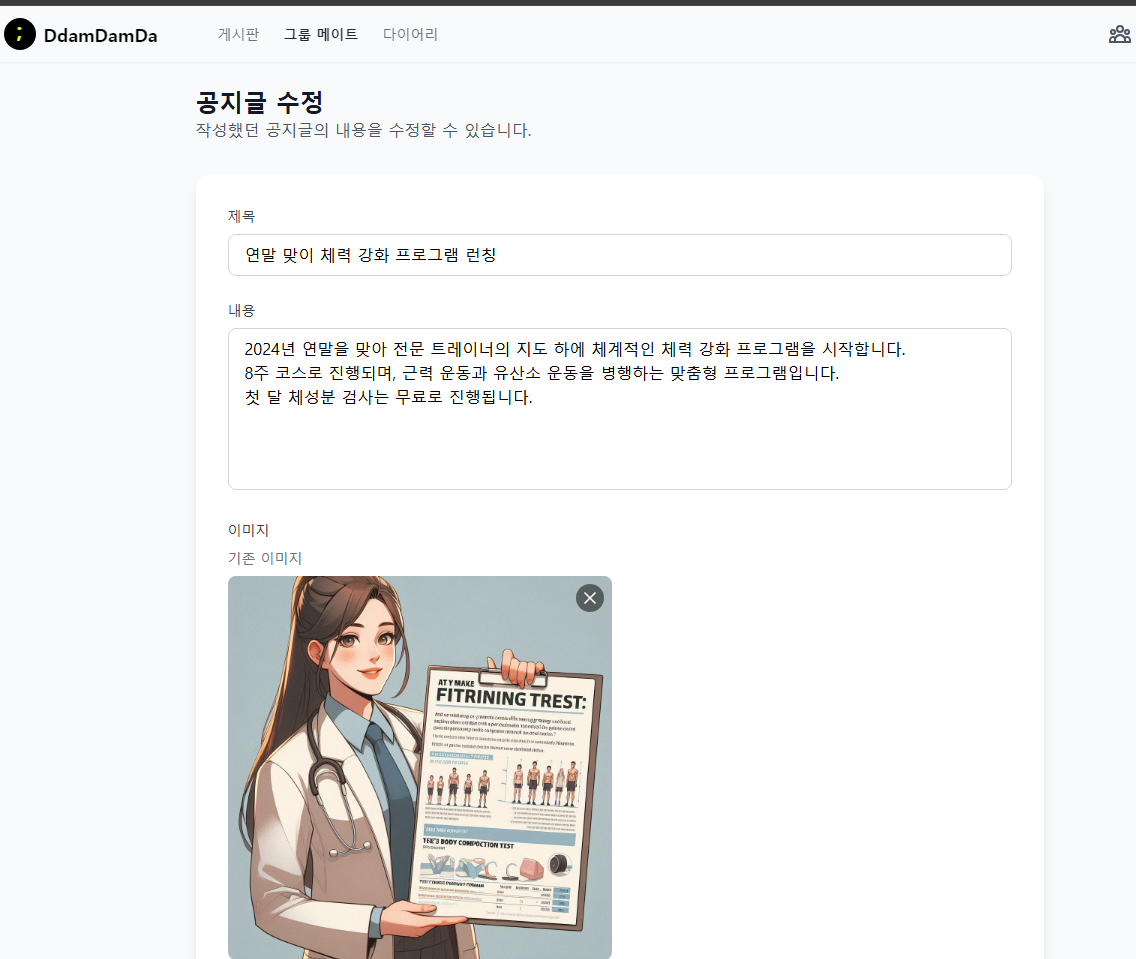 ; DdamDamDa 게시판 그룹 메이트 다이어리
공지글 수정
작성했던 공지글의 내용을 수정할 수 있습니다.
제목
연말 맞이 체력 강화 프로그램 런칭
내용
2024년 연말을 맞아 전문 트레이너의 지도 하에 체계적인 체력 강화 프로그램을 시작합니다.
8주 코스로 진행되며, 근력 운동과 유산소 운동을 병행하는 맞춤형 프로그램입니다.
첫 달 체성분 검사는 무료로 진행됩니다.
이미지
기존 이미지
AT Y MAKE
FITRINING TREST:
BODY COMPOCTION TEST